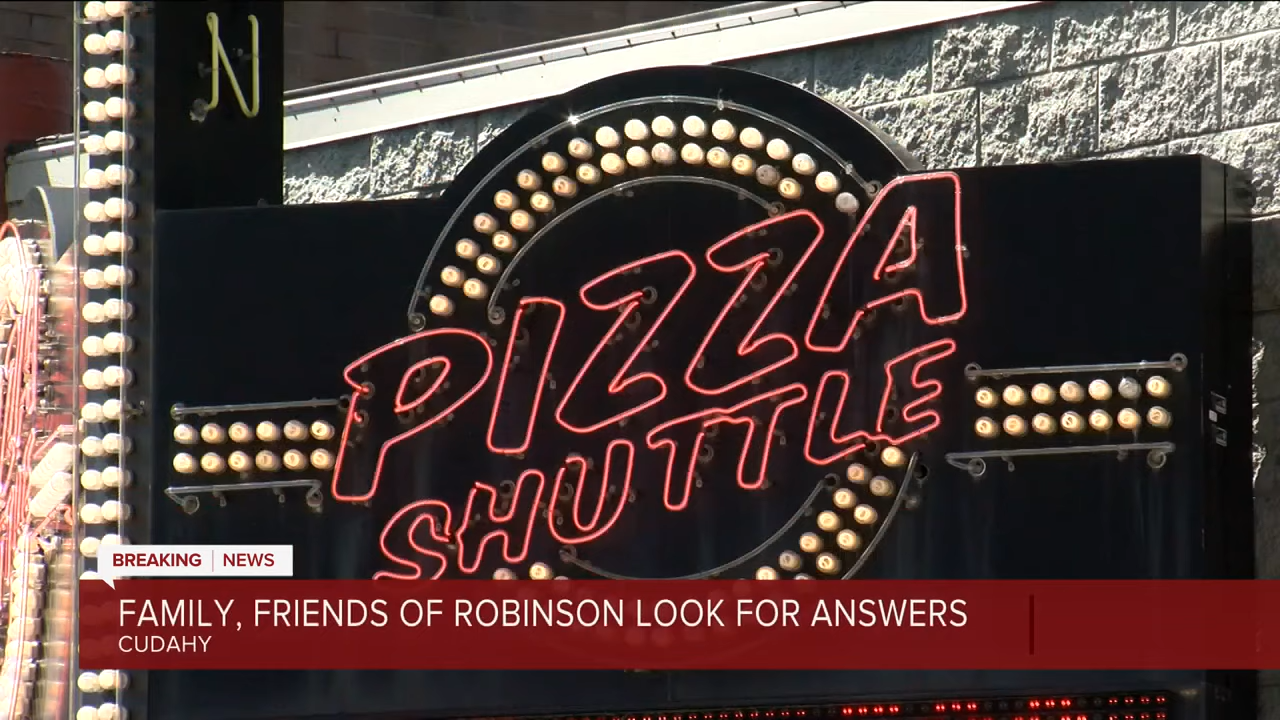 N
PIZZA
SHUTTLE
BREAKING NEWS
FAMILY, FRIENDS OF ROBINSON LOOK FOR ANSWERS
CUDAHY